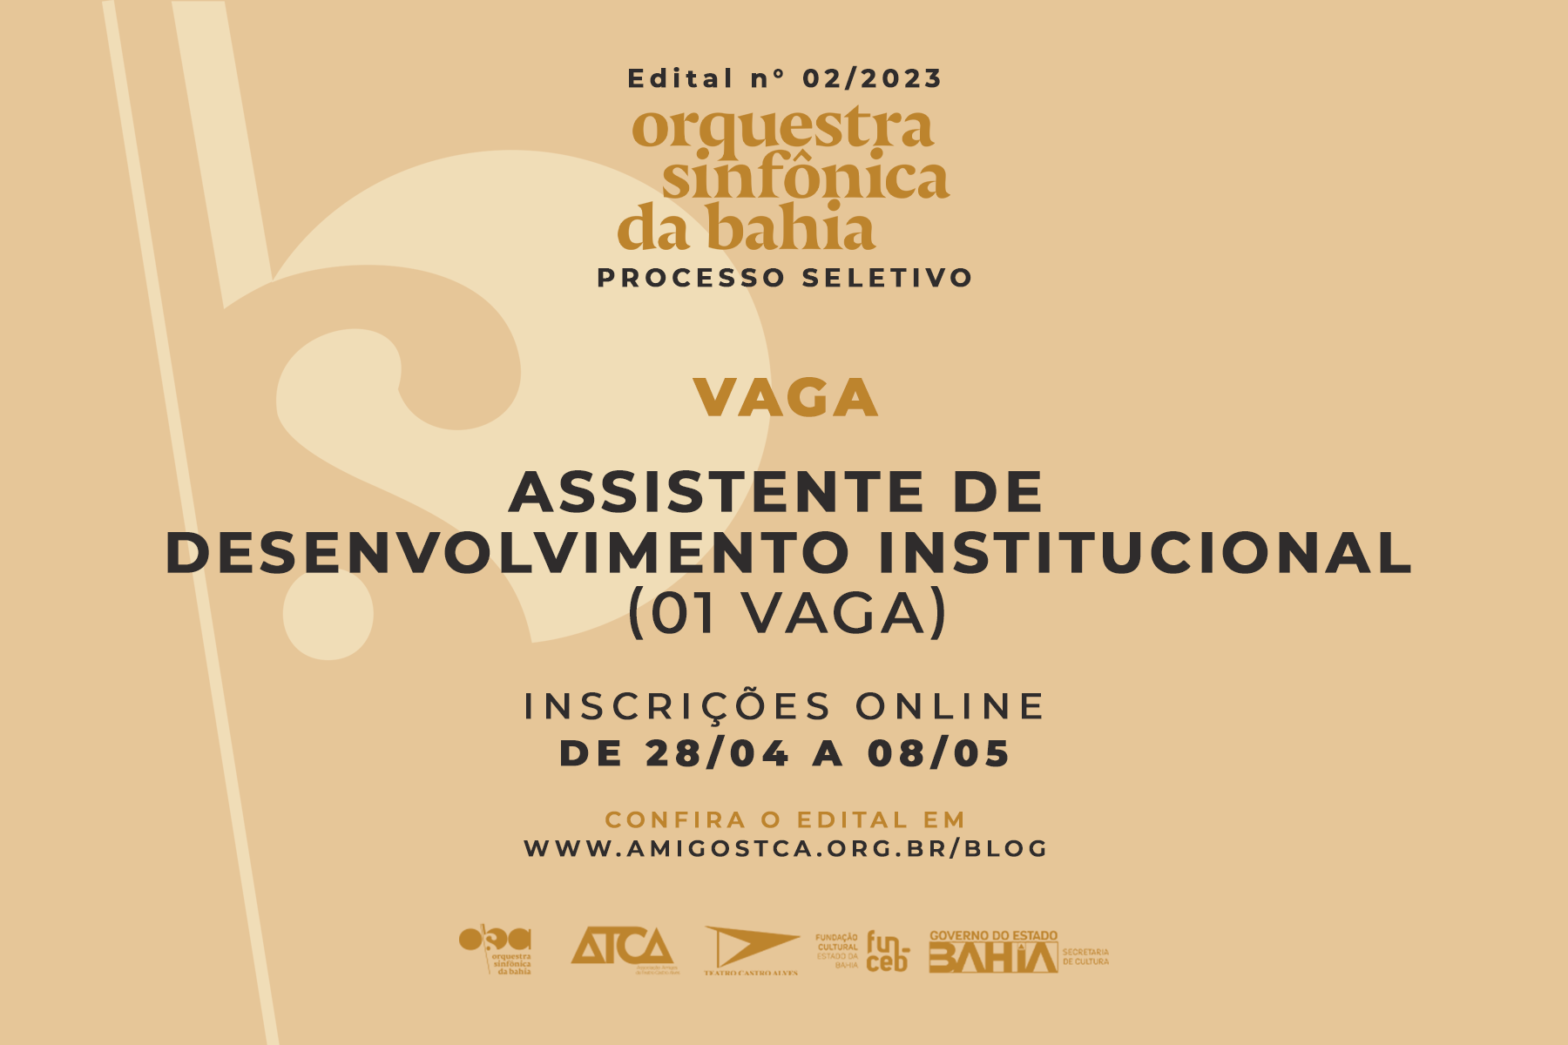 Edital nº 02/2023
orquestra
sinfônica
da bahia
PROCESSO SELETIVO
VAGA
ASSISTENTE DE
DESENVOLVIMENTO INSTITUCIONAL
(01 VAGA)
INSCRIÇÕES ONLINE
DE 28/04 A 08/05
CONFIRA O EDITAL EM
WWW.AMIGOSTCA.ORG.BR/BLOG
orquestra
sinfônica
da bahia
ATCA
TEATRO CASTRO ALVES
FUNDAÇÃO
CULTURAL
ESTADO DA
BAHIA
fun-
ceb
GOVERNO DO ESTADO
BAHIA
SECRETARIA
DE CULTURA